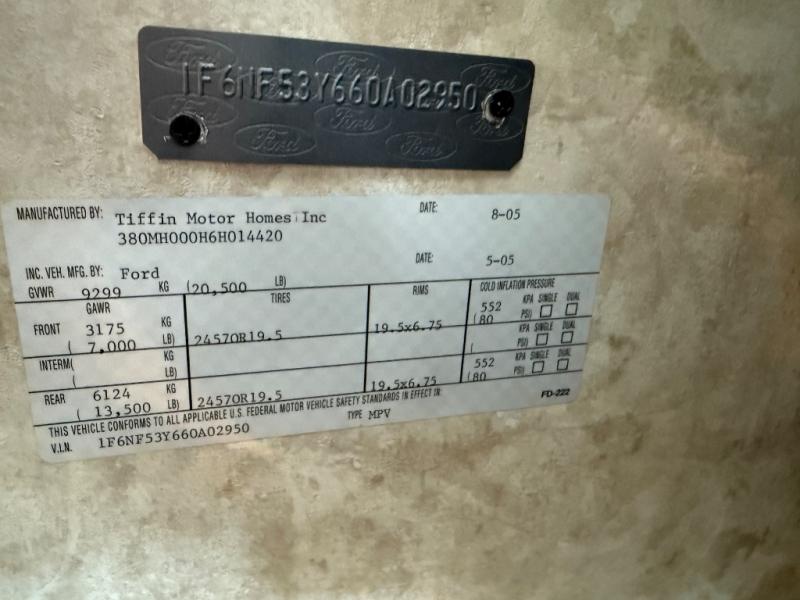 1F6NF53Y660A02950
Ford Ford Ford
Ford Ford Ford
Ford Ford
MANUFACTURED BY: Tiffin Motor Homes Inc DATE: 8-05
380MH000H6H014420
INC. VEH. MFG. BY: Ford DATE: 5-05
GVWR 9299 KG (20,500 LB)
GAWR TIRES RIMS COLD INFLATION PRESSURE
FRONT 3175 KG 552 KPA SINGLE DUAL
( 7,000 LB) 24570R19.5 19.5x6.75 (80 PSI)
INTERM( KG KPA SINGLE DUAL
LB) ( PSI)
REAR 6124 KG 552 KPA SINGLE DUAL
( 13,500 LB) 24570R19.5 19.5x6.75 (80 PSI)
THIS VEHICLE CONFORMS TO ALL APPLICABLE U.S. FEDERAL MOTOR VEHICLE SAFETY STANDARDS IN EFFECT IN: FD-222
V.I.N. 1F6NF53Y660A02950 TYPE MPV